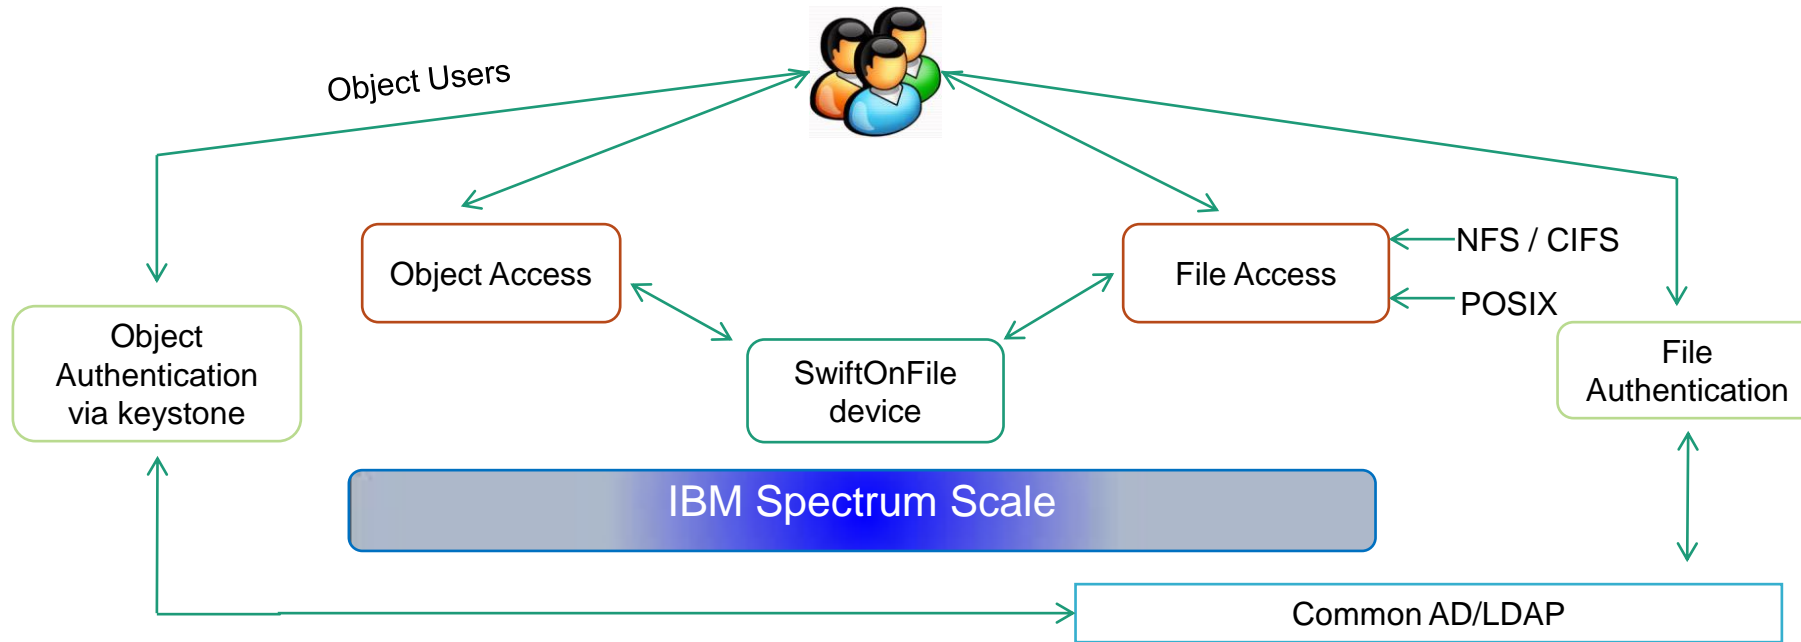 Object Users
Object Access
File Access
NFS / CIFS
POSIX
Object
Authentication
via keystone
SwiftOnFile
device
File
Authentication
IBM Spectrum Scale
Common AD/LDAP